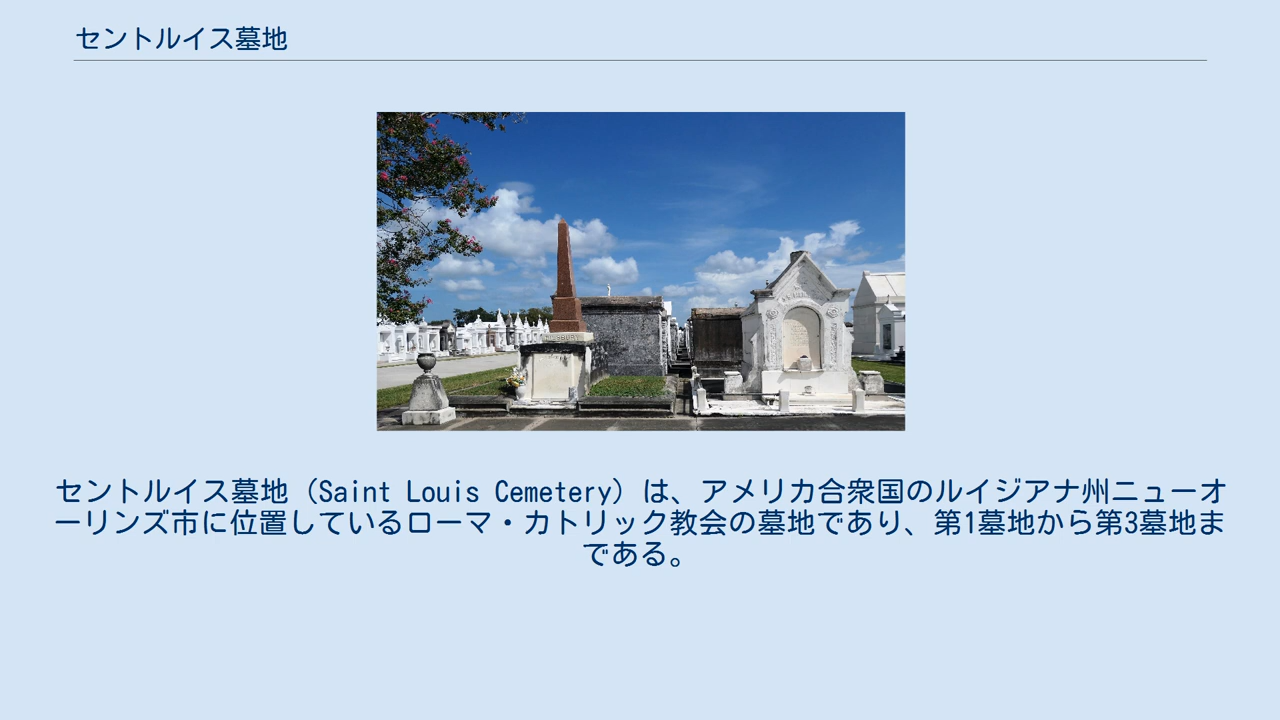 セントルイス墓地
セントルイス墓地（Saint Louis Cemetery）は、アメリカ合衆国のルイジアナ州ニューオ
ーリンズ市に位置しているローマ・カトリック教会の墓地であり、第1墓地から第3墓地ま
である。